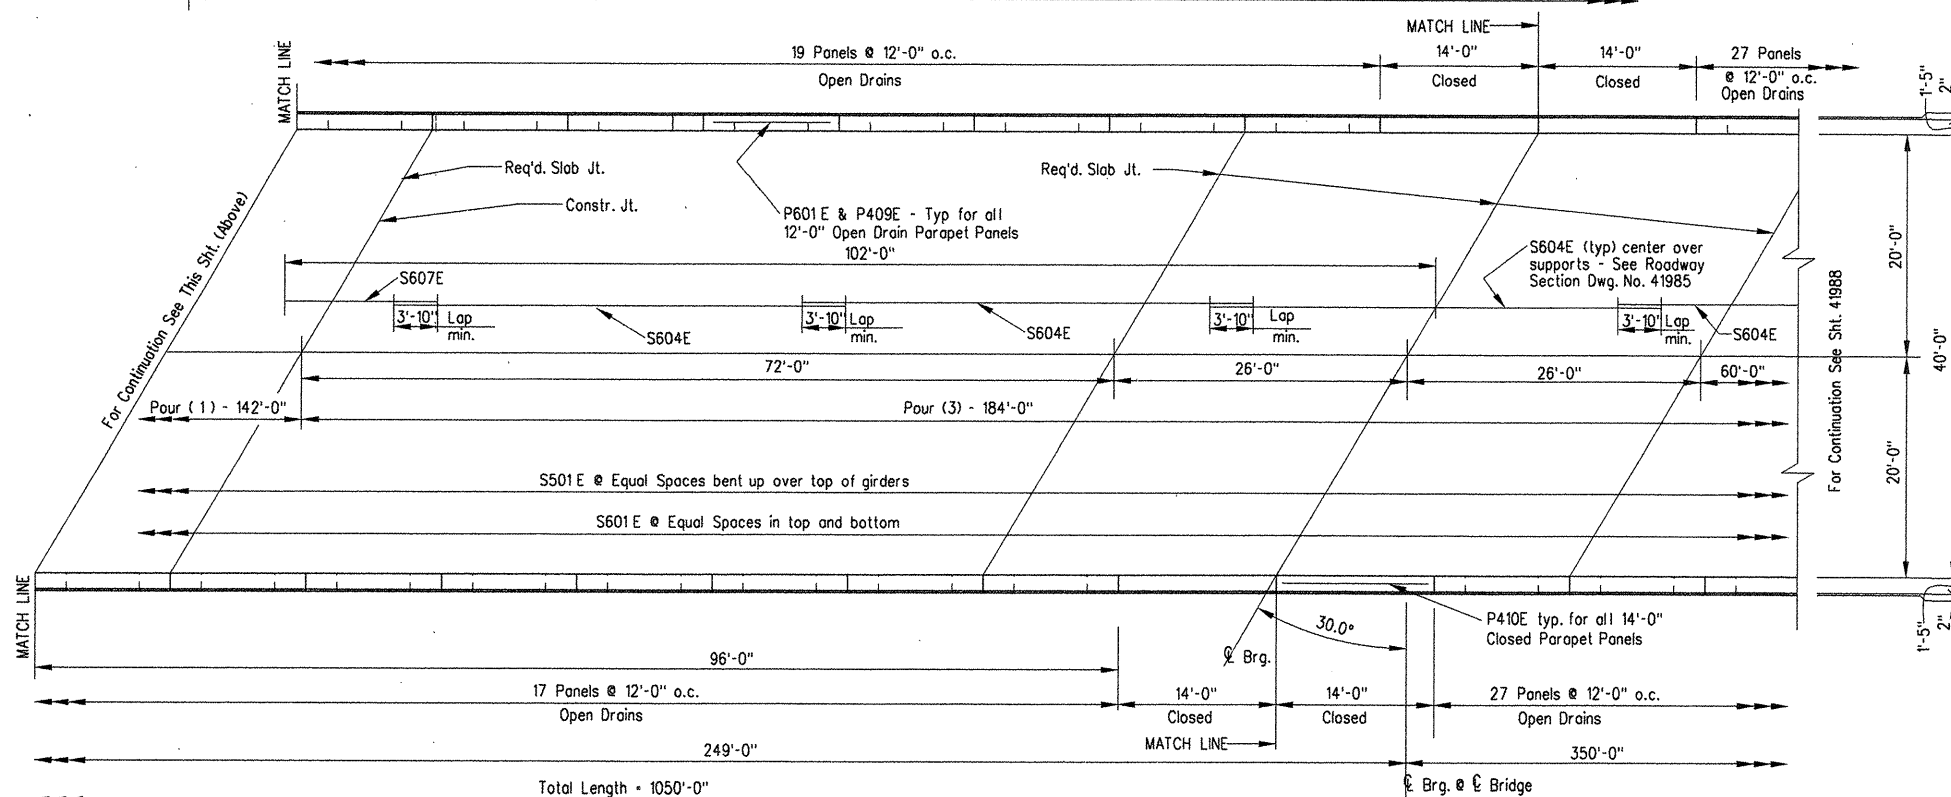 MATCH LINE
19 Panels @ 12'-0" o.c.
Open Drains
14'-0"
Closed
MATCH LINE
14'-0"
Closed
27 Panels
@ 12'-0" o.c.
Open Drains
1'-5"
2"
Req'd. Slab Jt.
Constr. Jt.
P601E & P409E - Typ for all
12'-0" Open Drain Parapet Panels
Req'd. Slab Jt.
S604E (typ) center over
supports - See Roadway
Section Dwg. No. 41985
20'-0"
For Continuation See This Sht. (Above)
102'-0"
S607E
3'-10" Lap
min.
S604E
3'-10" Lap
min.
S604E
3'-10" Lap
min.
3'-10" Lap
min.
S604E
For Continuation See Sht. 41988
40'-0"
72'-0"
26'-0"
26'-0"
60'-0"
Pour (1) - 142'-0"
Pour (3) - 184'-0"
20'-0"
S501E @ Equal Spaces bent up over top of girders
S601E @ Equal Spaces in top and bottom
MATCH LINE
30.0°
P410E typ. for all 14'-0"
Closed Parapet Panels
1'-5"
2"
℄ Brg.
96'-0"
17 Panels @ 12'-0" o.c.
Open Drains
14'-0"
Closed
14'-0"
Closed
27 Panels @ 12'-0" o.c.
Open Drains
MATCH LINE
249'-0"
350'-0"
Total Length = 1050'-0"
℄ Brg. @ ℄ Bridge